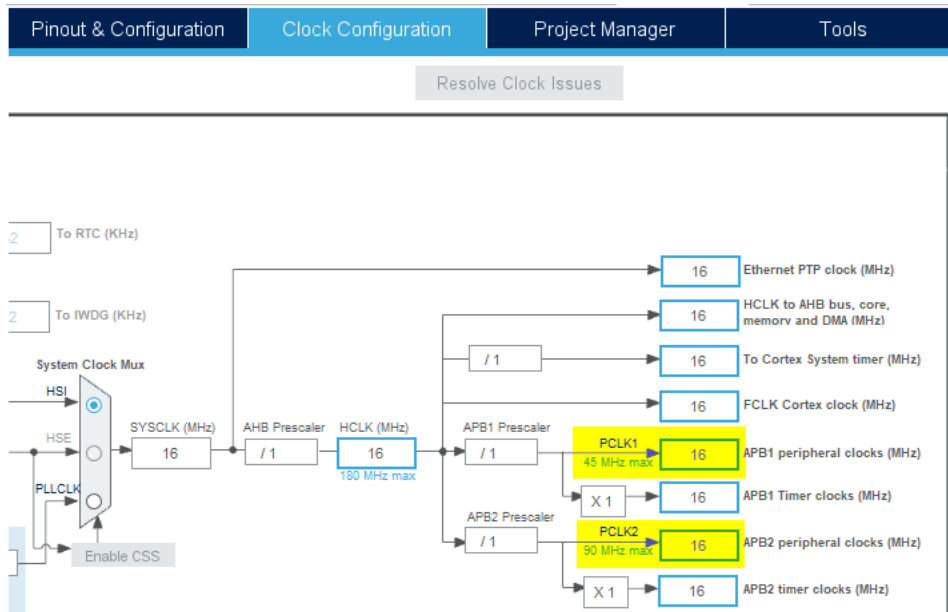 Pinout & Configuration
Clock Configuration
Project Manager
Tools
Resolve Clock Issues
To RTC (KHz)
16
Ethernet PTP clock (MHz)
2
To IWDG (KHz)
16
HCLK to AHB bus, core,
memory and DMA (MHz)
System Clock Mux
/ 1
16
To Cortex System timer (MHz)
HSI
16
FCLK Cortex clock (MHz)
HSE
SYSCLK (MHz)
16
AHB Prescaler
/ 1
HCLK (MHz)
16
180 MHz max
APB1 Prescaler
/ 1
PCLK1
45 MHz max
16
APB1 peripheral clocks (MHz)
PLLCLK
X 1
16
APB1 Timer clocks (MHz)
Enable CSS
APB2 Prescaler
/ 1
PCLK2
90 MHz max
16
APB2 peripheral clocks (MHz)
X 1
16
APB2 timer clocks (MHz)